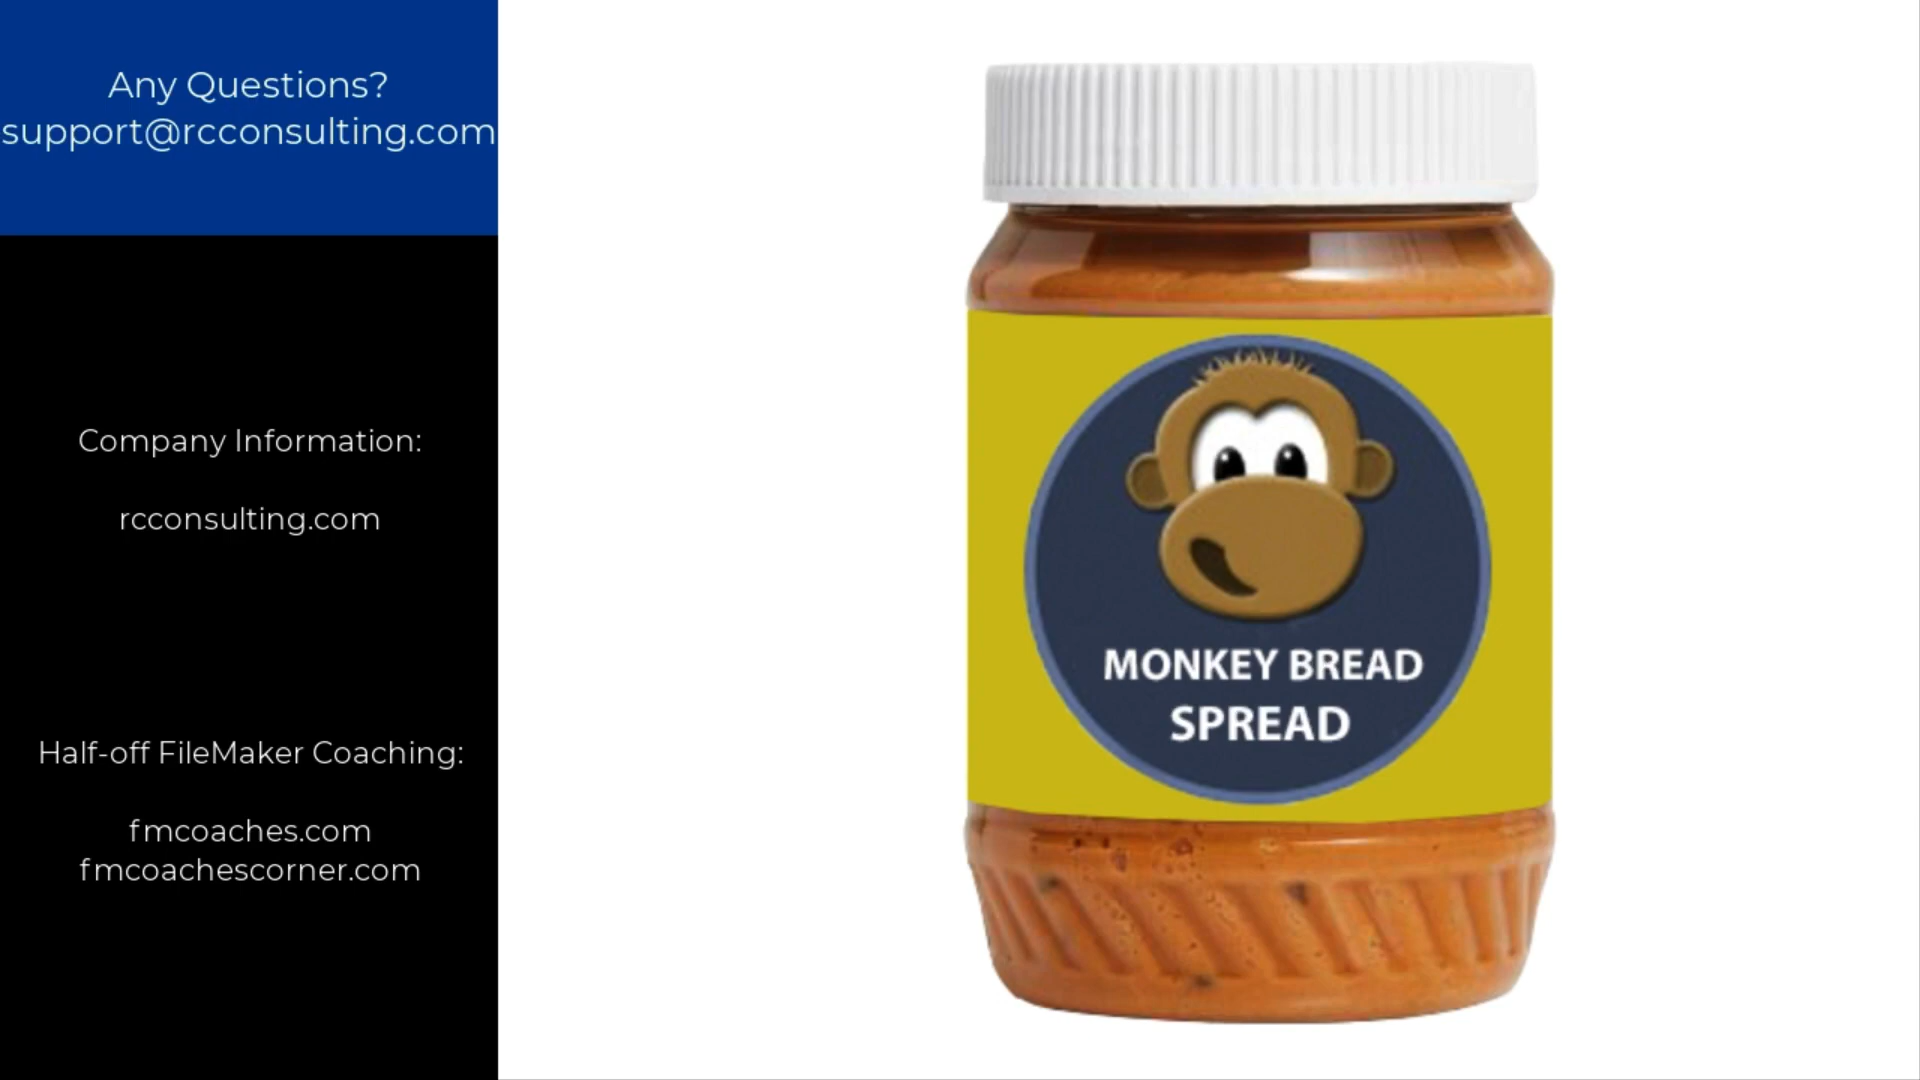 Any Questions?
support@rcconsulting.com
Company Information:
rcconsulting.com
Half-off FileMaker Coaching:
fmcoaches.com
fmcoachescorner.com
MONKEY BREAD
SPREAD